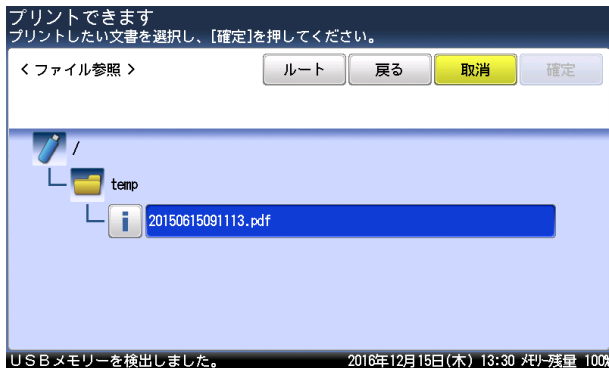 プリントできます
プリントしたい文書を選択し、[確定]を押してください。
<ファイル参照>
ルート 戻る 取消 確定
/
temp
20150615091113.pdf
USBメモリーを検出しました。 2016年12月15日(木) 13:30 メモリー残量 100%